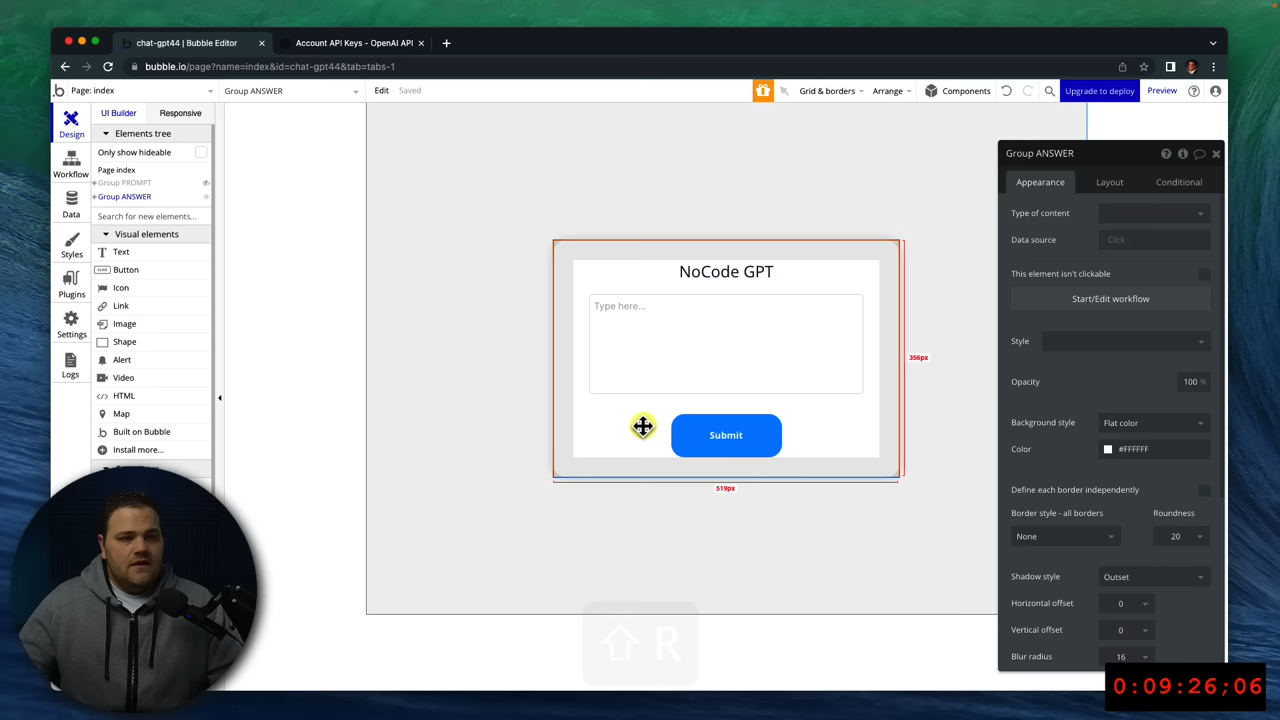 chat-gpt44 | Bubble Editor
Account API Keys - OpenAI API
bubble.io/page?name=index&id=chat-gpt44&tab=tabs-1
Page: index
Group ANSWER
Edit
Saved
Grid & borders
Arrange
Components
Upgrade to deploy
Preview
Design
Workflow
Data
Styles
Plugins
Settings
Logs
UI Builder
Responsive
Elements tree
Only show hideable
Page index
Group PROMPT
Group ANSWER
Search for new elements...
Visual elements
Text
Button
Icon
Link
Image
Shape
Alert
Video
HTML
Map
Built on Bubble
Install more...
NoCode GPT
Type here...
Submit
356px
519px
R
Group ANSWER
Appearance
Layout
Conditional
Type of content
Data source
Click
This element isn't clickable
Start/Edit workflow
Style
Opacity
100 %
Background style
Flat color
Color
#FFFFFF
Define each border independently
Border style - all borders
Roundness
None
20
Shadow style
Outset
Horizontal offset
0
Vertical offset
0
Blur radius
16
0:09:26;06